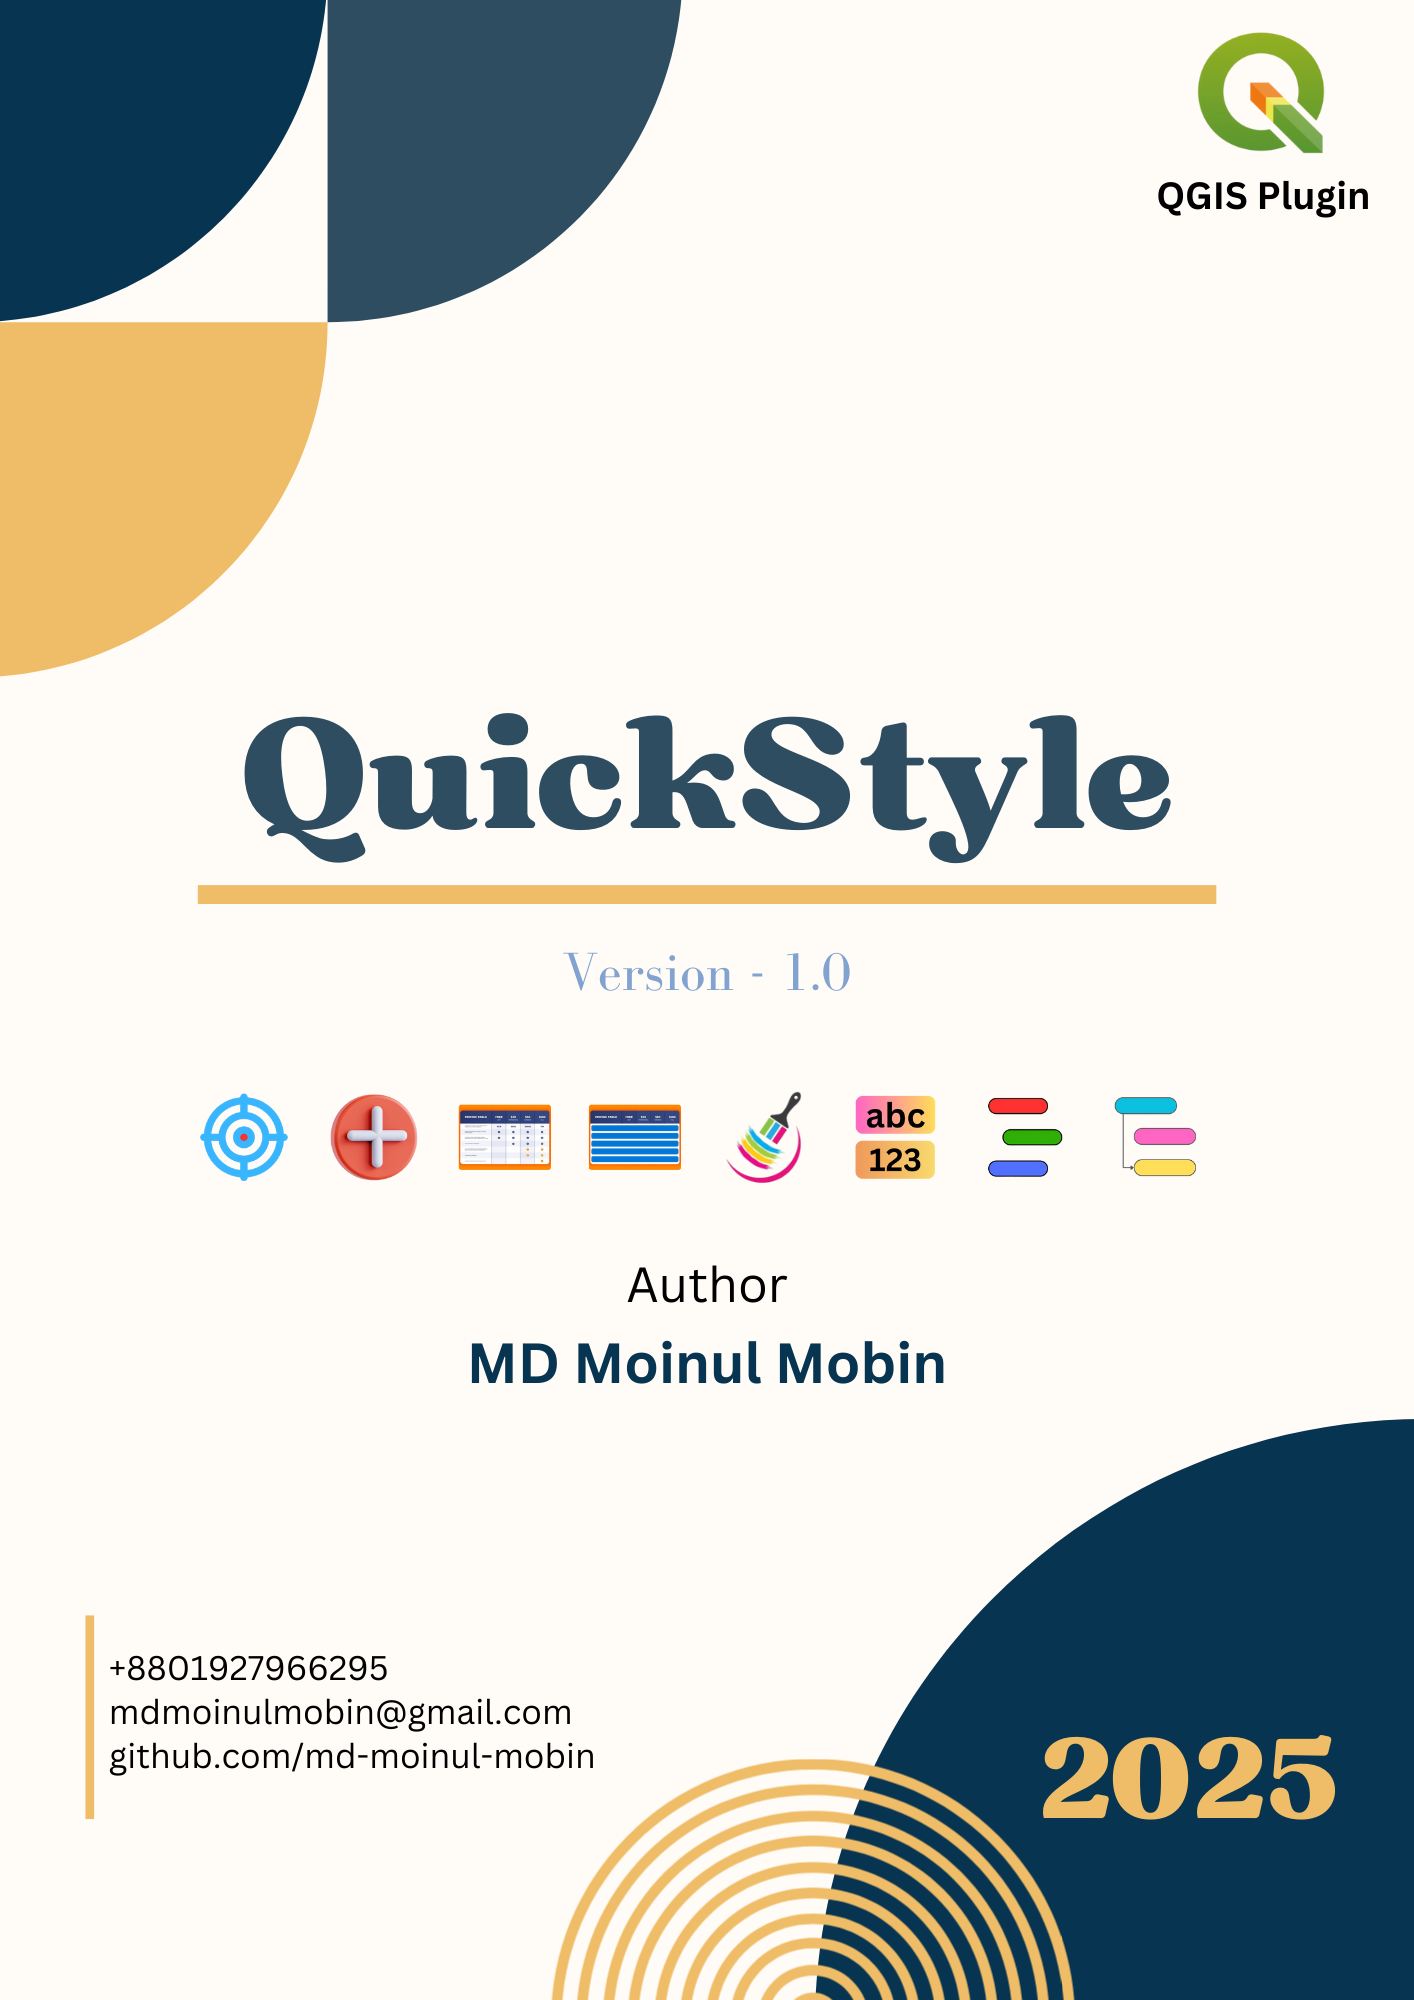 QGIS Plugin
QuickStyle
Version - 1.0
abc
123
Author
MD Moinul Mobin
+8801927966295
mdmoinulmobin@gmail.com
github.com/md-moinul-mobin
2025